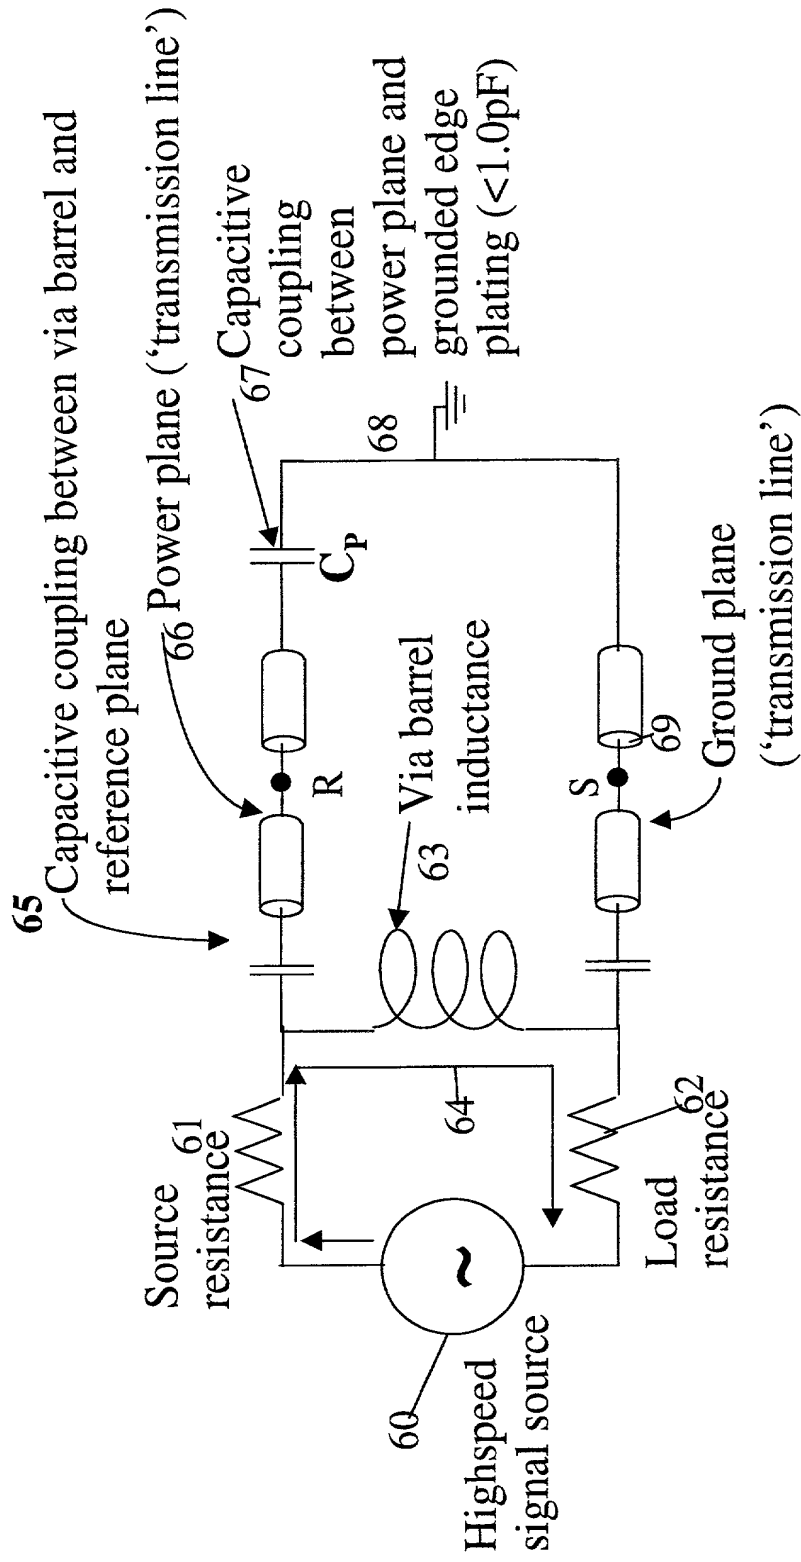 65
Capacitive coupling between via barrel and
reference plane
66
Power plane (‘transmission line’)
67
Capacitive
coupling
between
power plane and
grounded edge
plating (<1.0pF)
Source
resistance
61
R
C_P
68
Via barrel
inductance
63
64
60
~
Highspeed
signal source
S
62
Load
resistance
69
Ground plane
(‘transmission line’)